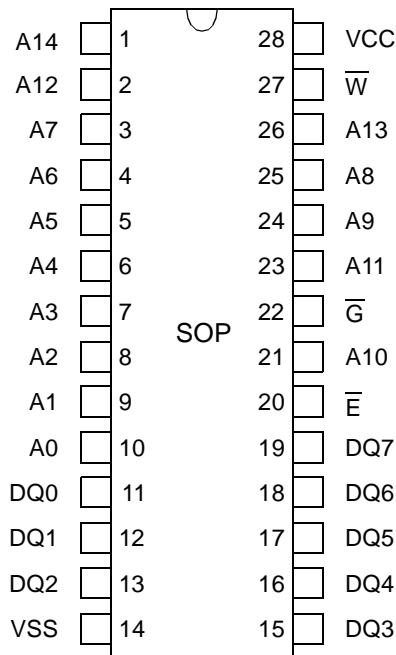 A14 1 28 VCC
A12 2 27 W̅
A7 3 26 A13
A6 4 25 A8
A5 5 24 A9
A4 6 23 A11
A3 7 22 G̅
SOP
A2 8 21 A10
A1 9 20 E̅
A0 10 19 DQ7
DQ0 11 18 DQ6
DQ1 12 17 DQ5
DQ2 13 16 DQ4
VSS 14 15 DQ3